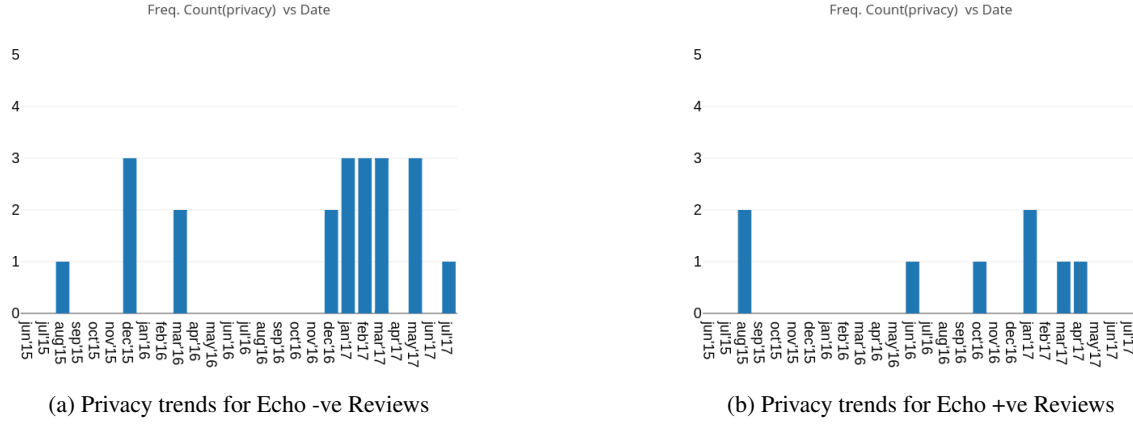 Freq. Count(privacy)  vs Date
5
4
3
2
1
0
jun'15
jul'15
aug'15
sep'15
oct'15
nov'15
dec'15
jan'16
feb'16
mar'16
apr'16
may'16
jun'16
jul'16
aug'16
sep'16
oct'16
nov'16
dec'16
jan'17
feb'17
mar'17
apr'17
may'17
jun'17
jul'17
(a) Privacy trends for Echo -ve Reviews
Freq. Count(privacy)  vs Date
5
4
3
2
1
0
jun'15
jul'15
aug'15
sep'15
oct'15
nov'15
dec'15
jan'16
feb'16
mar'16
apr'16
may'16
jun'16
jul'16
aug'16
sep'16
oct'16
nov'16
dec'16
jan'17
feb'17
mar'17
apr'17
may'17
jun'17
jul'17
(b) Privacy trends for Echo +ve Reviews